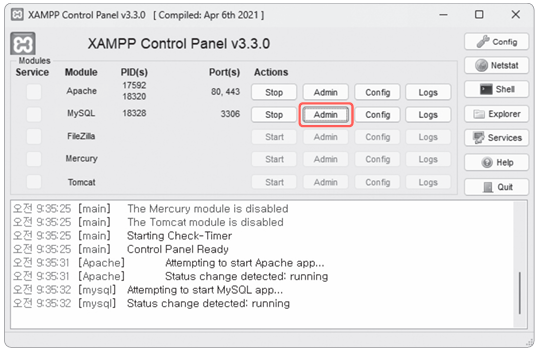 XAMPP Control Panel v3.3.0 [ Compiled: Apr 6th 2021 ]
XAMPP Control Panel v3.3.0
Config
Modules
Service Module PID(s) Port(s) Actions
Netstat
Apache 17592 18320 80, 443 Stop Admin Config Logs
Shell
MySQL 18328 3306 Stop Admin Config Logs
Explorer
FileZilla Start Admin Config Logs
Services
Mercury Start Admin Config Logs
Help
Tomcat Start Admin Config Logs
Quit
오전 9:35:25 [main] The Mercury module is disabled
오전 9:35:25 [main] The Tomcat module is disabled
오전 9:35:25 [main] Starting Check-Timer
오전 9:35:25 [main] Control Panel Ready
오전 9:35:31 [Apache] Attempting to start Apache app...
오전 9:35:31 [Apache] Status change detected: running
오전 9:35:32 [mysql] Attempting to start MySQL app...
오전 9:35:32 [mysql] Status change detected: running